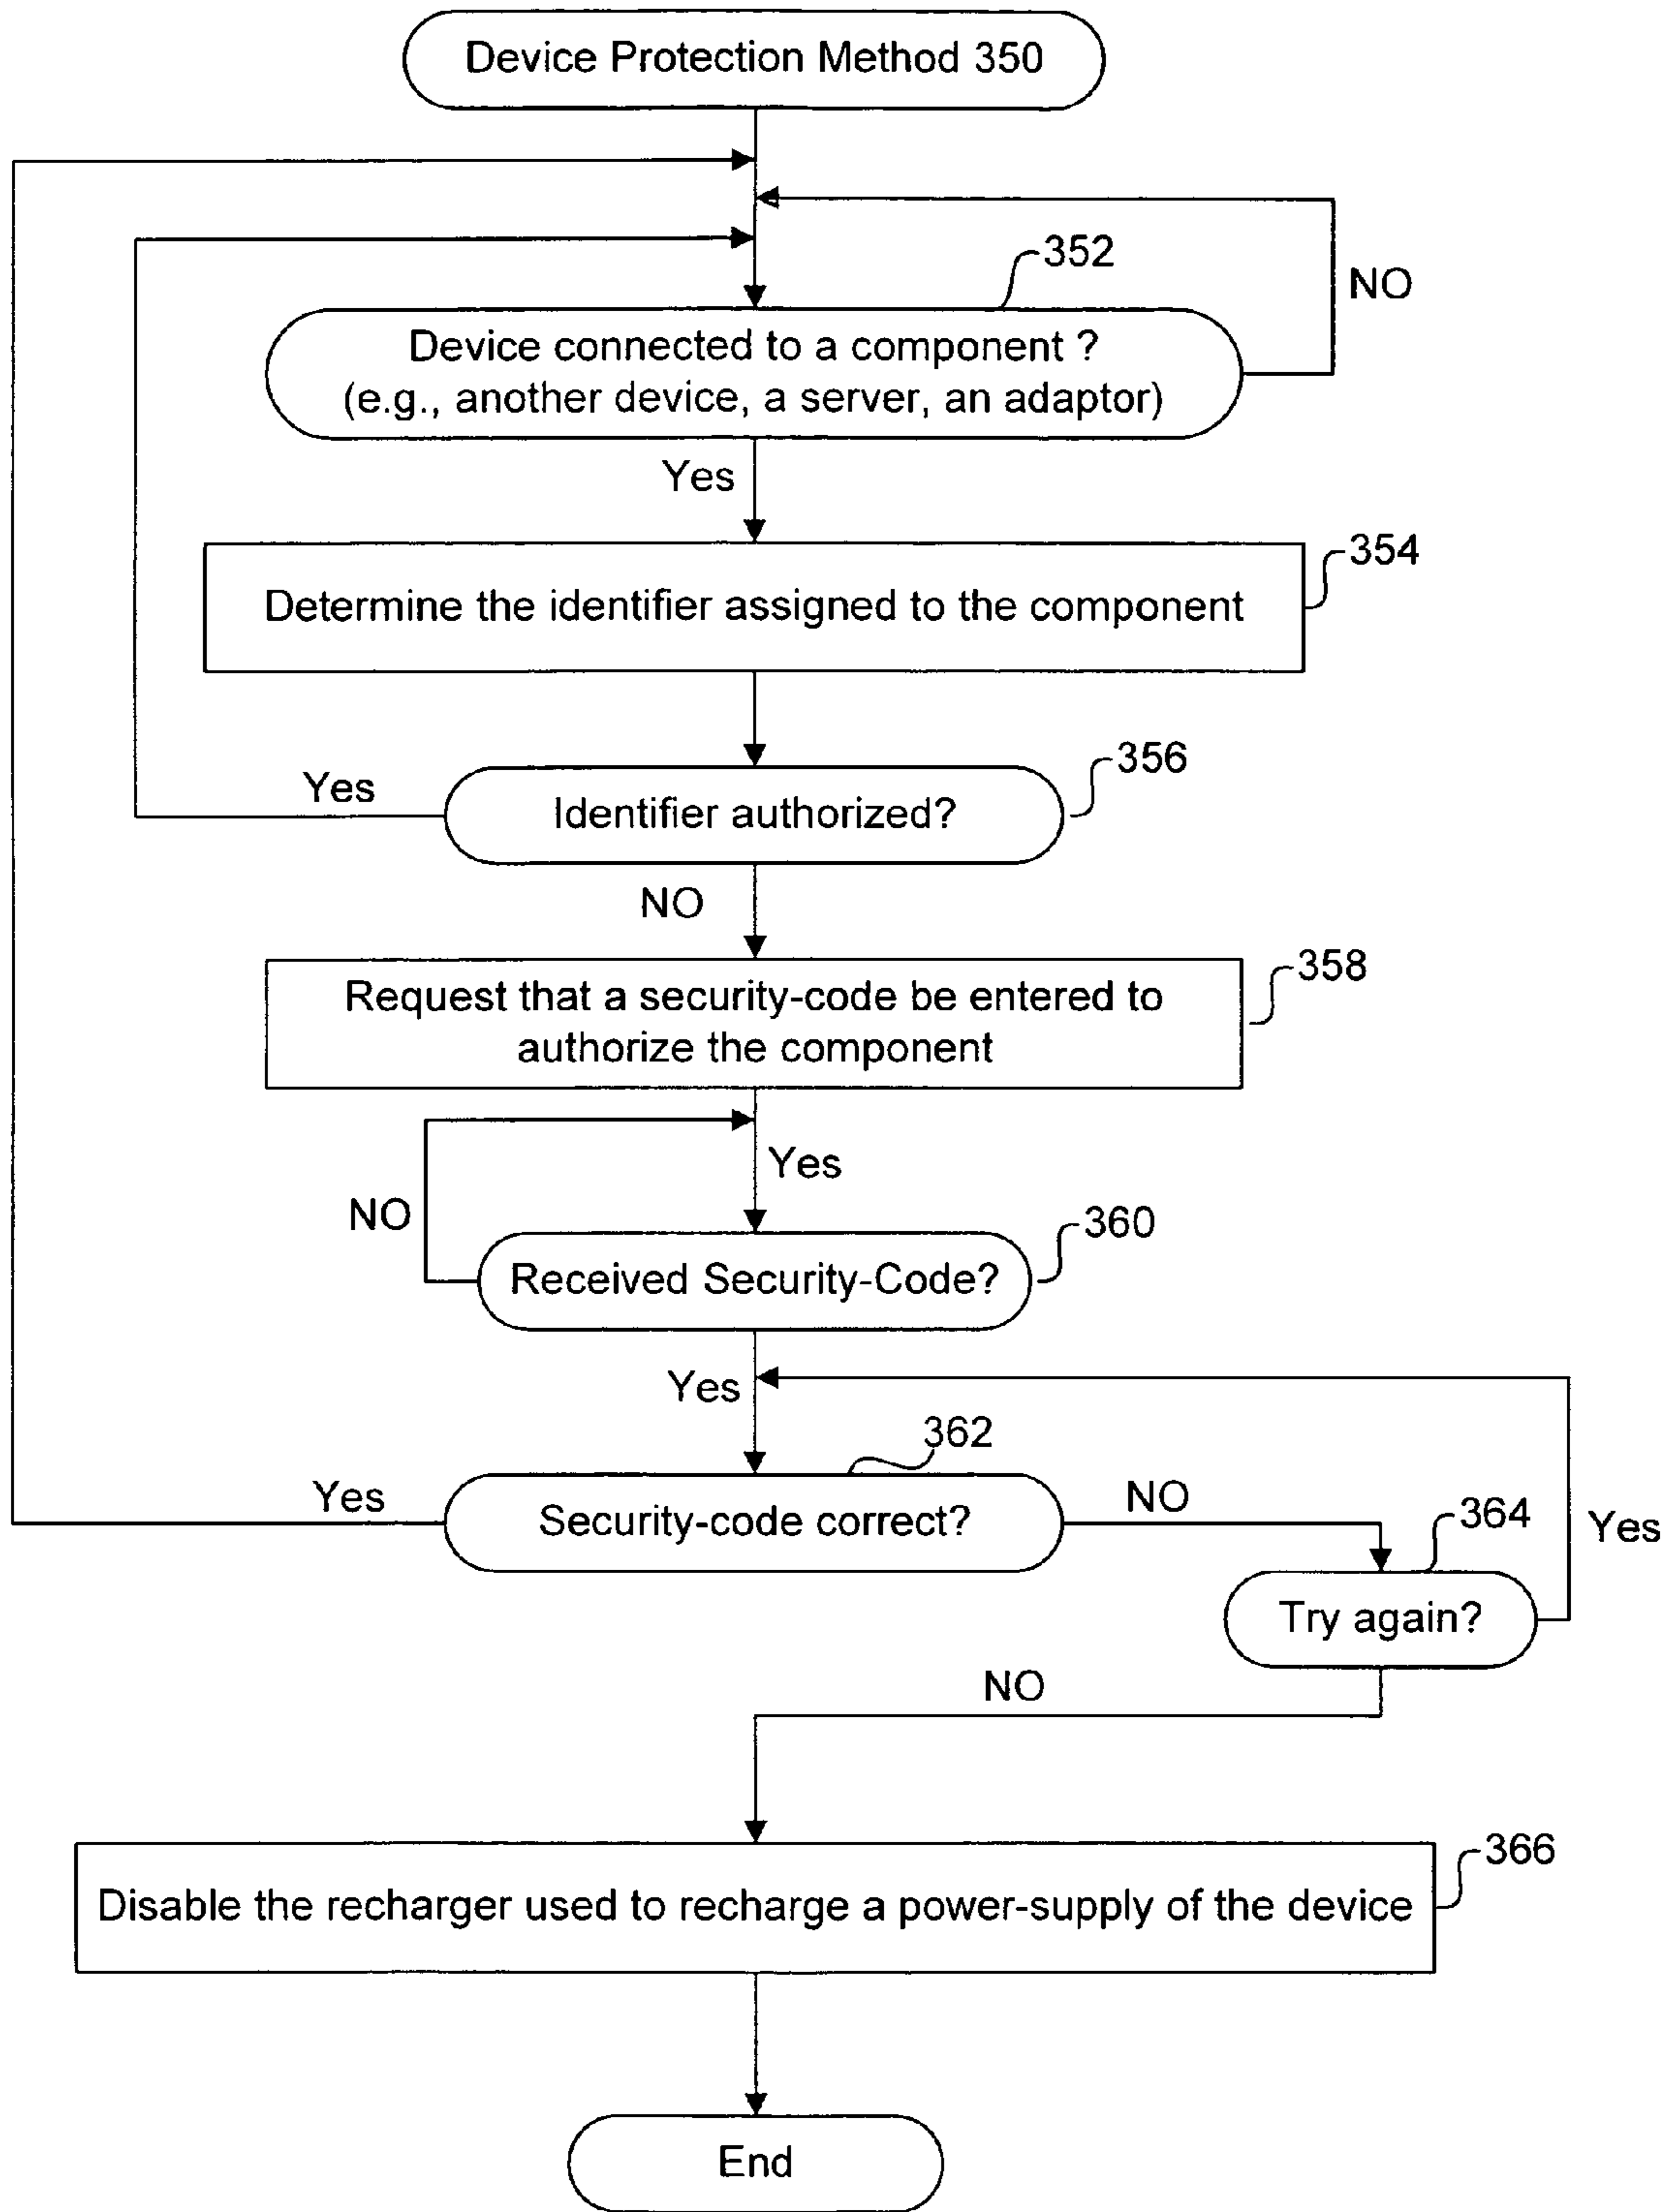 Device Protection Method 350
352
NO
Device connected to a component ?
(e.g., another device, a server, an adaptor)
Yes
354
Determine the identifier assigned to the component
356
Yes
Identifier authorized?
NO
358
Request that a security-code be entered to
authorize the component
Yes
NO
360
Received Security-Code?
Yes
362
Yes
Security-code correct?
NO
364
Yes
Try again?
NO
366
Disable the recharger used to recharge a power-supply of the device
End